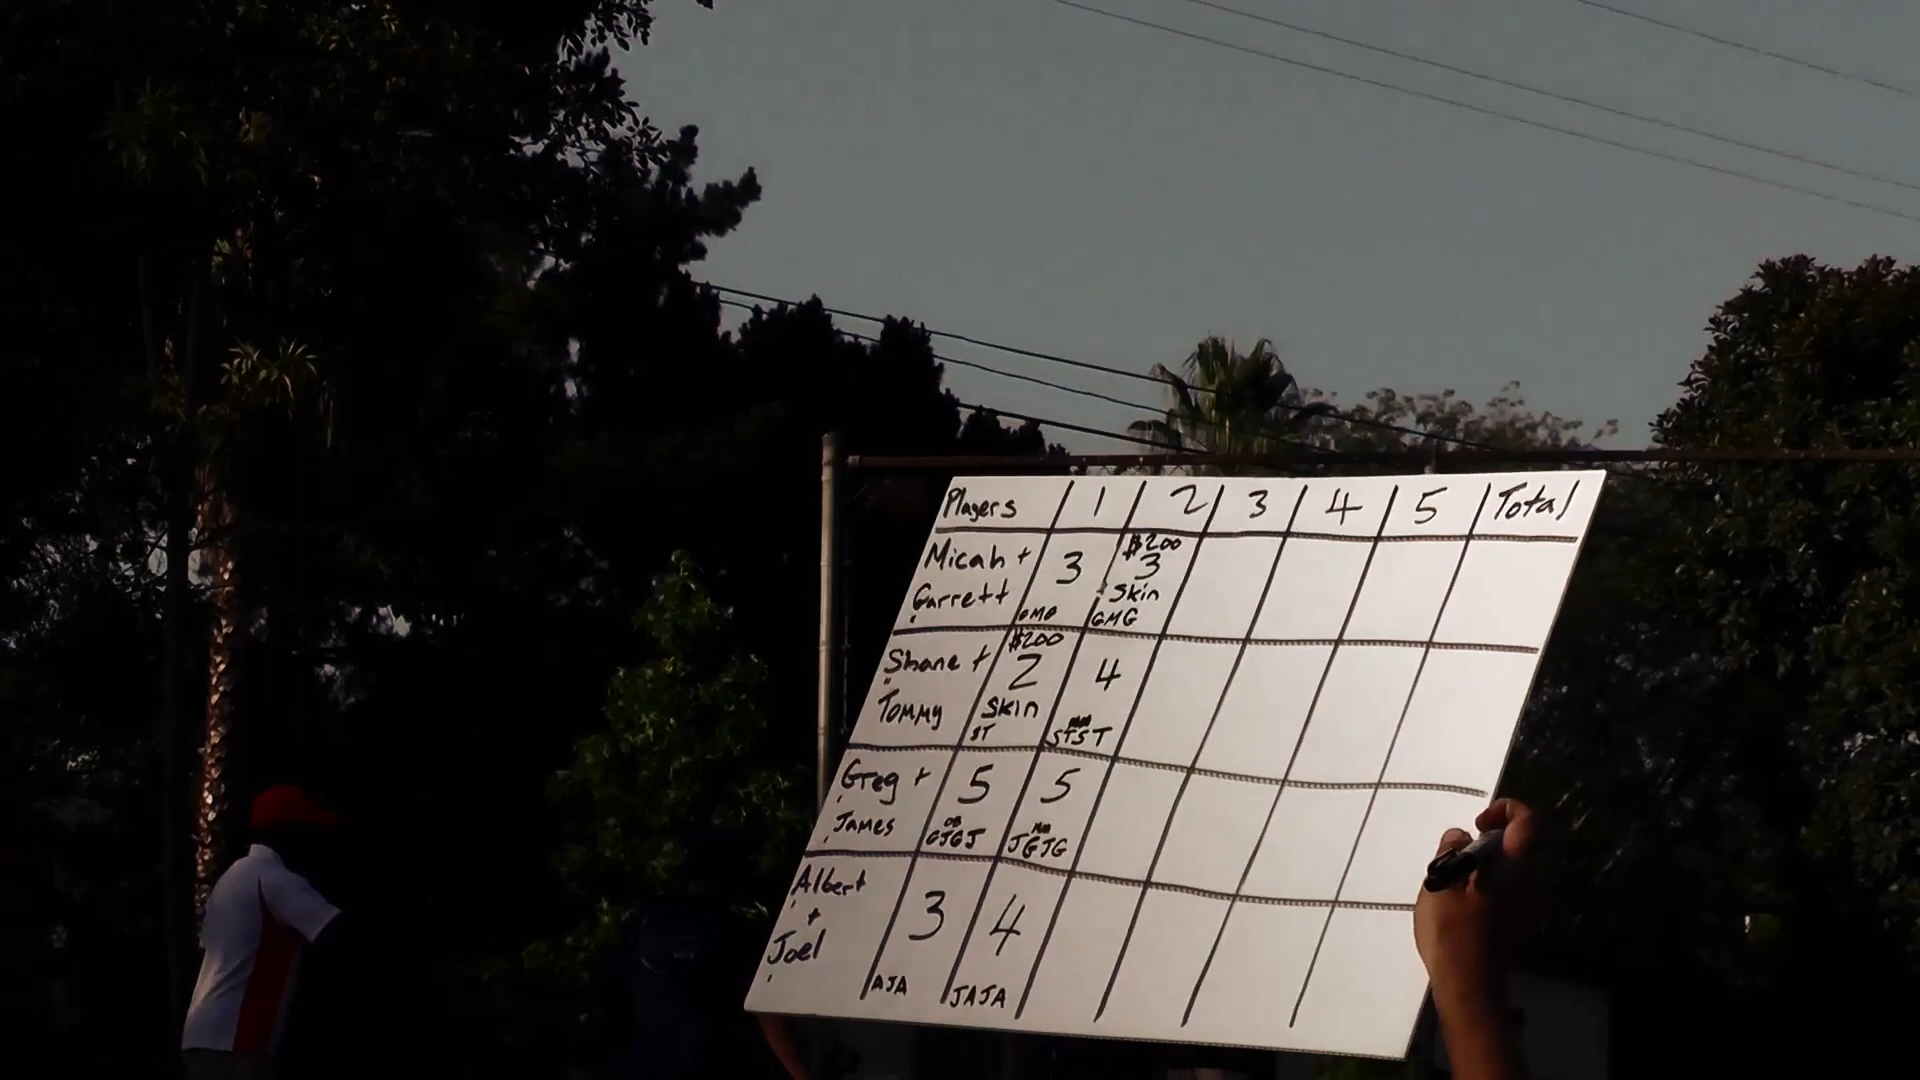 Players 1 2 3 4 5 Total
Micah + 3 $200
3
Garrett Skin
GMG
$200
Shane + 2 4
Tommy Skin
ST STST
Greg + 5 5
James OB
GJGJ JGJG
Albert 3 4
+
Joel
AJA JAJA